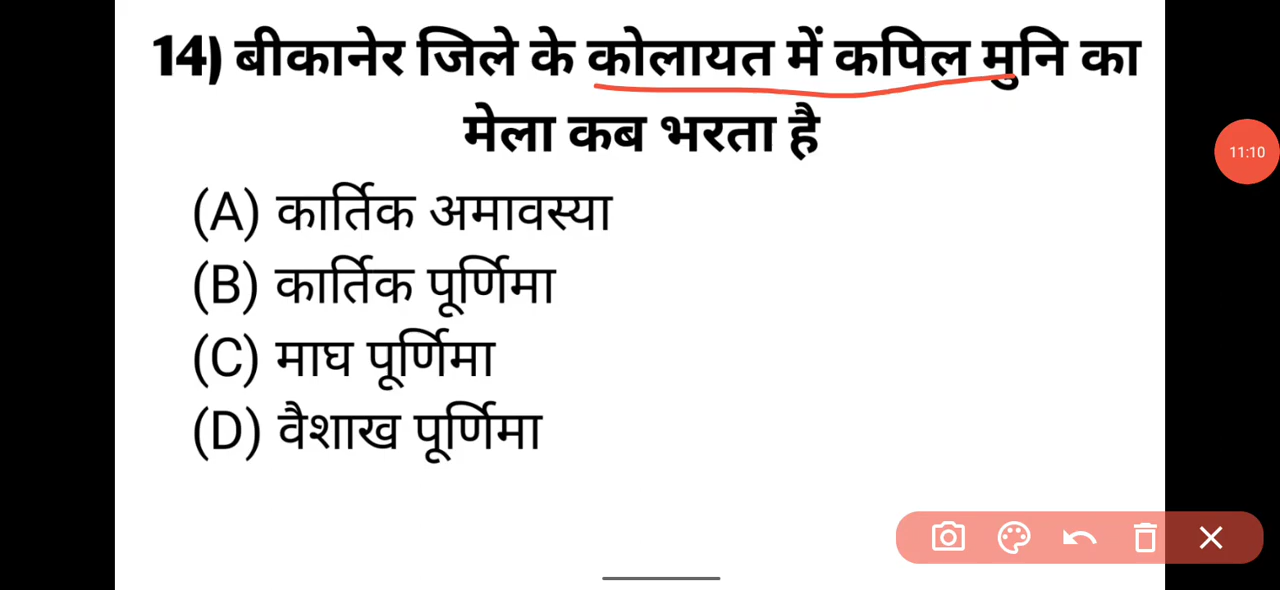 14) बीकानेर जिले के कोलायत में कपिल मुनि का
मेला कब भरता है
11:10
(A) कार्तिक अमावस्या
(B) कार्तिक पूर्णिमा
(C) माघ पूर्णिमा
(D) वैशाख पूर्णिमा